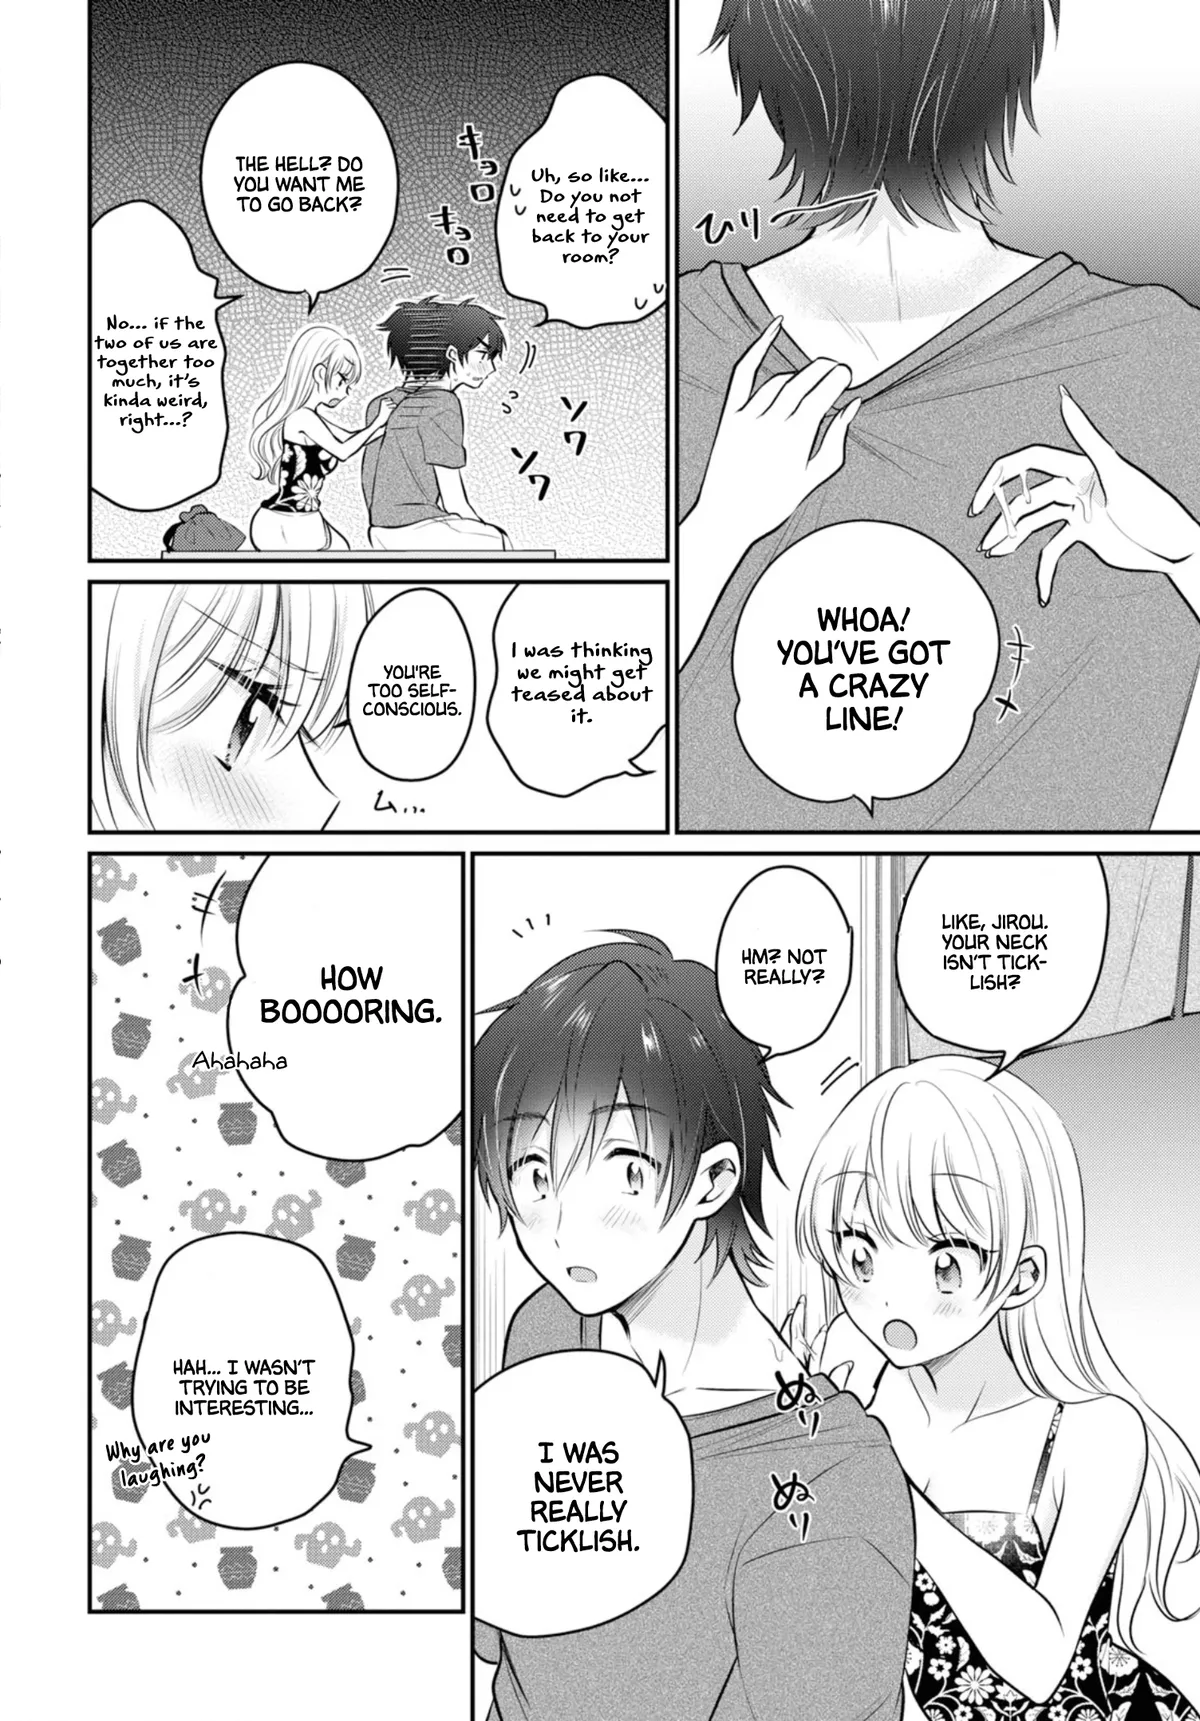 ヒリ
WHOA!
YOU'VE GOT
A CRAZY
LINE!
Uh, so like...
Do you not
need to get
back to your
room?
キョロ
キョロ
THE HELL? DO
YOU WANT ME
TO GO BACK?
ソワ
ソワ
No... if the
two of us are
together too
much, it's
kinda weird,
right...?
I was thinking
we might get
teased about
it.
YOU'RE
TOO SELF-
CONSCIOUS.
ム...
LIKE, JIROU.
YOUR NECK
ISN'T TICK-
LISH?
HM? NOT
REALLY?
ぬり
ぬり
I WAS
NEVER
REALLY
TICKLISH.
HOW
BOOOORING.
Ahahaha
HAH... I WASN'T
TRYING TO BE
INTERESTING...
Why are you
laughing?